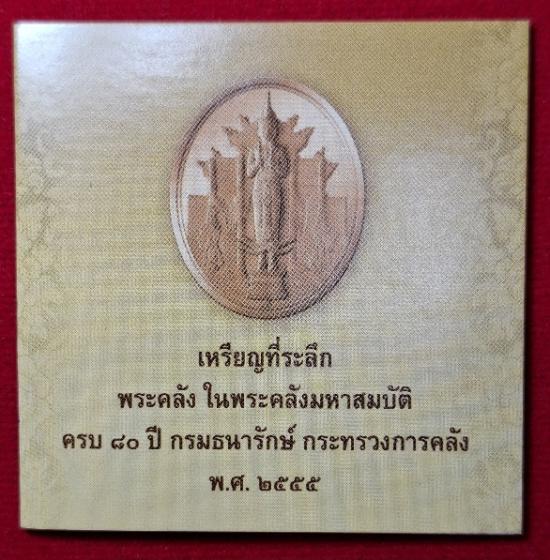 เหรียญที่ระลึก
พระคลัง ในพระคลังมหาสมบัติ
ครบ ๘๐ ปี กรมธนารักษ์ กระทรวงการคลัง
พ.ศ. ๒๕๕๕